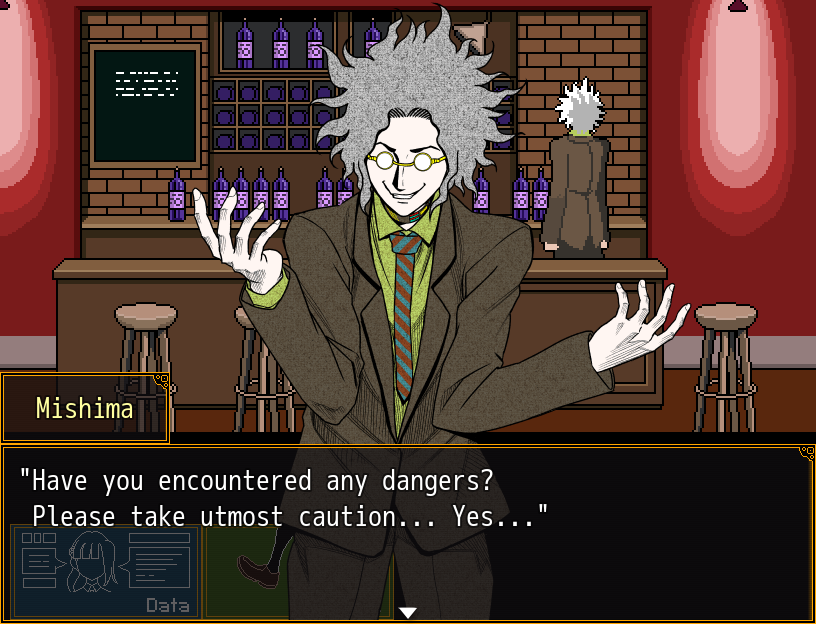 Mishima
"Have you encountered any dangers?
Please take utmost caution... Yes..."
Data